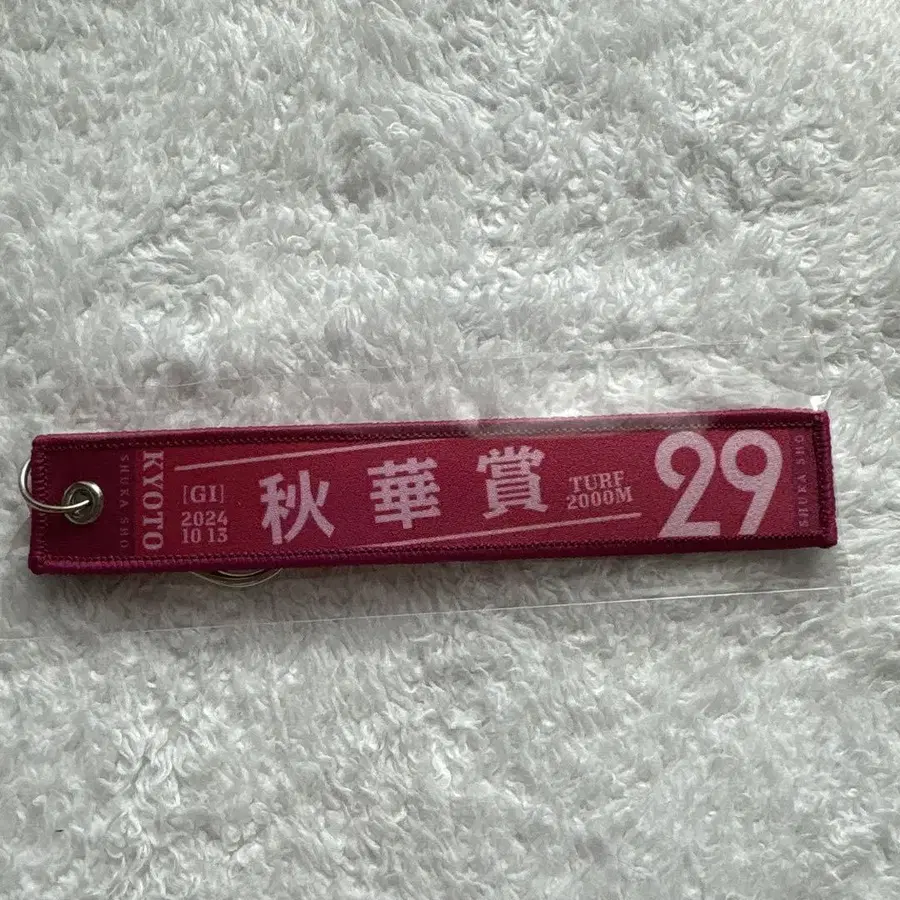 SHUKA SHO
KYOTO
[GI]
2024
10 13
秋華賞
TURF
2000M
29
SHUKA SHO